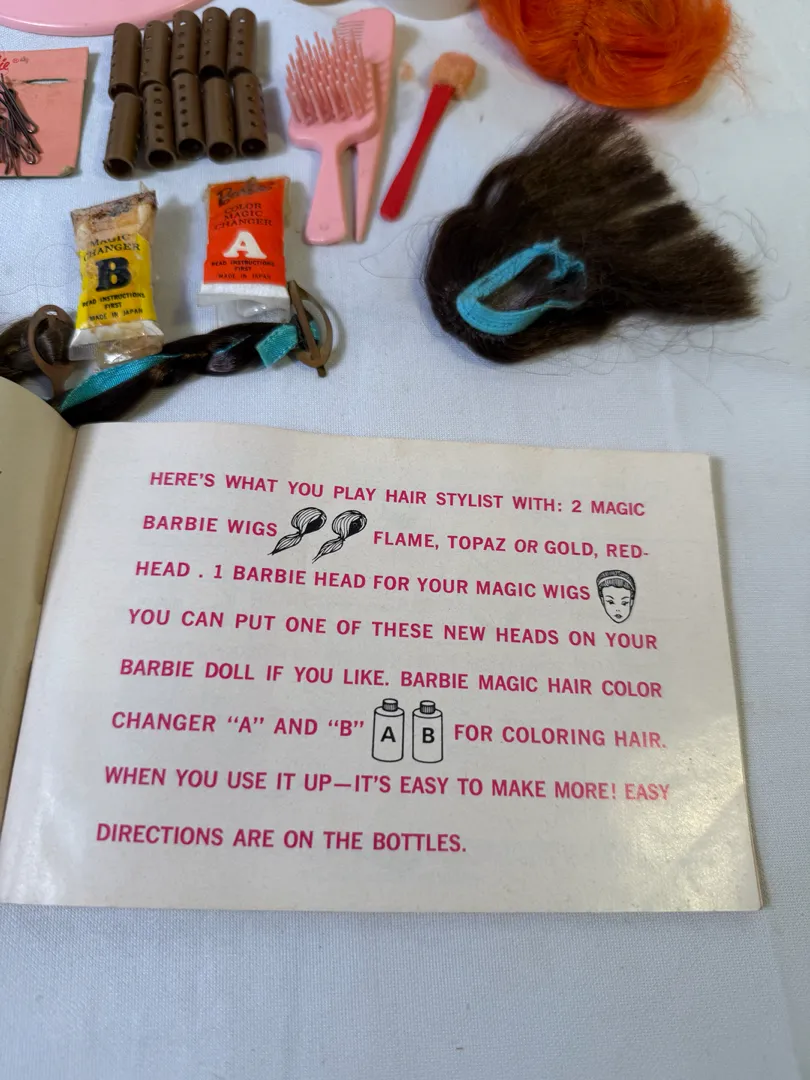 MAGIC
CHANGER
B
READ INSTRUCTIONS
FIRST
MADE IN JAPAN
Barbie
COLOR
MAGIC
CHANGER
A
READ INSTRUCTIONS
FIRST
MADE IN JAPAN
HERE'S WHAT YOU PLAY HAIR STYLIST WITH: 2 MAGIC
BARBIE WIGS FLAME, TOPAZ OR GOLD, RED-
HEAD . 1 BARBIE HEAD FOR YOUR MAGIC WIGS
YOU CAN PUT ONE OF THESE NEW HEADS ON YOUR
BARBIE DOLL IF YOU LIKE. BARBIE MAGIC HAIR COLOR
CHANGER "A" AND "B" A B FOR COLORING HAIR.
WHEN YOU USE IT UP—IT'S EASY TO MAKE MORE! EASY
DIRECTIONS ARE ON THE BOTTLES.